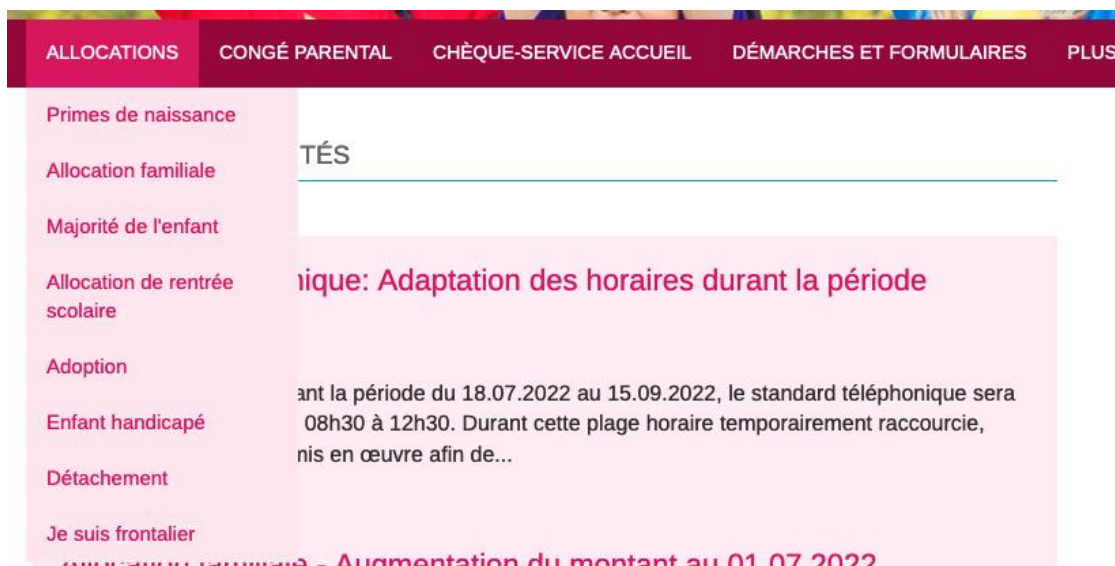 ALLOCATIONS CONGÉ PARENTAL CHÈQUE-SERVICE ACCUEIL DÉMARCHES ET FORMULAIRES PLUS
Primes de naissance
Allocation familiale
Majorité de l'enfant
Allocation de rentrée
scolaire
Adoption
Enfant handicapé
Détachement
Je suis frontalier
TÉS
nique: Adaptation des horaires durant la période
ant la période du 18.07.2022 au 15.09.2022, le standard téléphonique sera
08h30 à 12h30. Durant cette plage horaire temporairement raccourcie,
mis en œuvre afin de...
Allocation familiale - Augmentation du montant au 01.07.2022